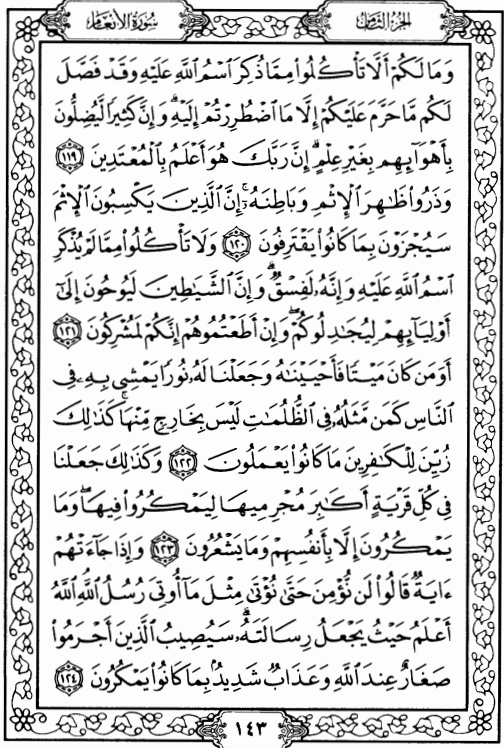 الجزء الثامن
سورة الأنعام
وَمَا لَكُمْ أَلَّا تَأْكُلُوا۟ مِمَّا ذُكِرَ ٱسْمُ ٱللَّهِ عَلَيْهِ وَقَدْ فَصَّلَ
لَكُم مَّا حَرَّمَ عَلَيْكُمْ إِلَّا مَا ٱضْطُرِرْتُمْ إِلَيْهِ ۗ وَإِنَّ كَثِيرًا لَّيُضِلُّونَ
بِأَهْوَآئِهِم بِغَيْرِ عِلْمٍ ۗ إِنَّ رَبَّكَ هُوَ أَعْلَمُ بِٱلْمُعْتَدِينَ ١١٩
وَذَرُوا۟ ظَٰهِرَ ٱلْإِثْمِ وَبَاطِنَهُۥٓ ۚ إِنَّ ٱلَّذِينَ يَكْسِبُونَ ٱلْإِثْمَ
سَيُجْزَوْنَ بِمَا كَانُوا۟ يَقْتَرِفُونَ ١٢٠ وَلَا تَأْكُلُوا۟ مِمَّا لَمْ يُذْكَرِ
ٱسْمُ ٱللَّهِ عَلَيْهِ وَإِنَّهُۥ لَفِسْقٌ ۗ وَإِنَّ ٱلشَّيَٰطِينَ لَيُوحُونَ إِلَىٰٓ
أَوْلِيَآئِهِمْ لِيُجَٰدِلُوكُمْ ۖ وَإِنْ أَطَعْتُمُوهُمْ إِنَّكُمْ لَمُشْرِكُونَ ١٢١
أَوَمَن كَانَ مَيْتًا فَأَحْيَيْنَٰهُ وَجَعَلْنَا لَهُۥ نُورًا يَمْشِى بِهِۦ فِى
ٱلنَّاسِ كَمَن مَّثَلُهُۥ فِى ٱلظُّلُمَٰتِ لَيْسَ بِخَارِجٍ مِّنْهَا ۚ كَذَٰلِكَ
زُيِّنَ لِلْكَٰفِرِينَ مَا كَانُوا۟ يَعْمَلُونَ ١٢٢ وَكَذَٰلِكَ جَعَلْنَا
فِى كُلِّ قَرْيَةٍ أَكَٰبِرَ مُجْرِمِيهَا لِيَمْكُرُوا۟ فِيهَا ۖ وَمَا
يَمْكُرُونَ إِلَّا بِأَنفُسِهِمْ وَمَا يَشْعُرُونَ ١٢٣ وَإِذَا جَآءَتْهُمْ
ءَايَةٌ قَالُوا۟ لَن نُّؤْمِنَ حَتَّىٰ نُؤْتَىٰ مِثْلَ مَآ أُوتِىَ رُسُلُ ٱللَّهِ ۘ ٱللَّهُ
أَعْلَمُ حَيْثُ يَجْعَلُ رِسَالَتَهُۥ ۗ سَيُصِيبُ ٱلَّذِينَ أَجْرَمُوا۟
صَغَارٌ عِندَ ٱللَّهِ وَعَذَابٌ شَدِيدٌۢ بِمَا كَانُوا۟ يَمْكُرُونَ ١٢٤
١٤٣